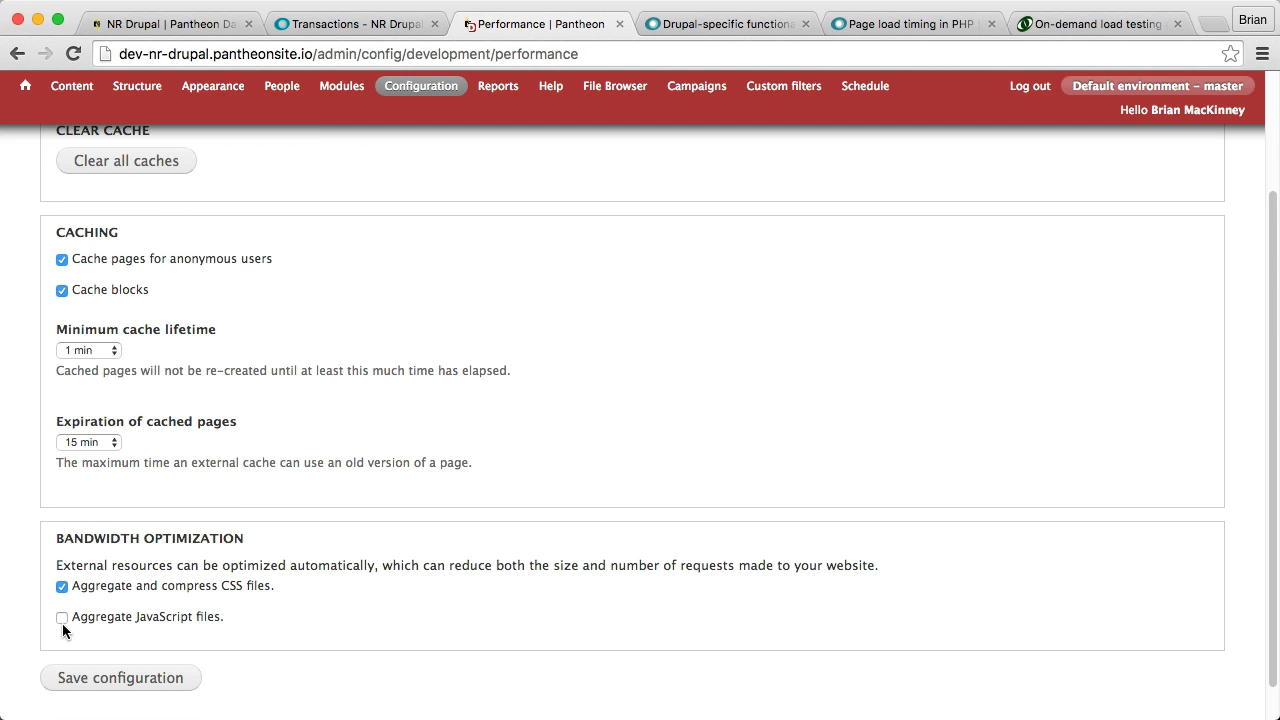 NR Drupal | Pantheon Da
Transactions - NR Drupal
Performance | Pantheon
Drupal-specific functiona
Page load timing in PHP
On-demand load testing
Brian
dev-nr-drupal.pantheonsite.io/admin/config/development/performance
Content Structure Appearance People Modules Configuration Reports Help File Browser Campaigns Custom filters Schedule Log out Default environment - master
Hello Brian MacKinney
CLEAR CACHE
Clear all caches
CACHING
Cache pages for anonymous users
Cache blocks
Minimum cache lifetime
1 min
Cached pages will not be re-created until at least this much time has elapsed.
Expiration of cached pages
15 min
The maximum time an external cache can use an old version of a page.
BANDWIDTH OPTIMIZATION
External resources can be optimized automatically, which can reduce both the size and number of requests made to your website.
Aggregate and compress CSS files.
Aggregate JavaScript files.
Save configuration